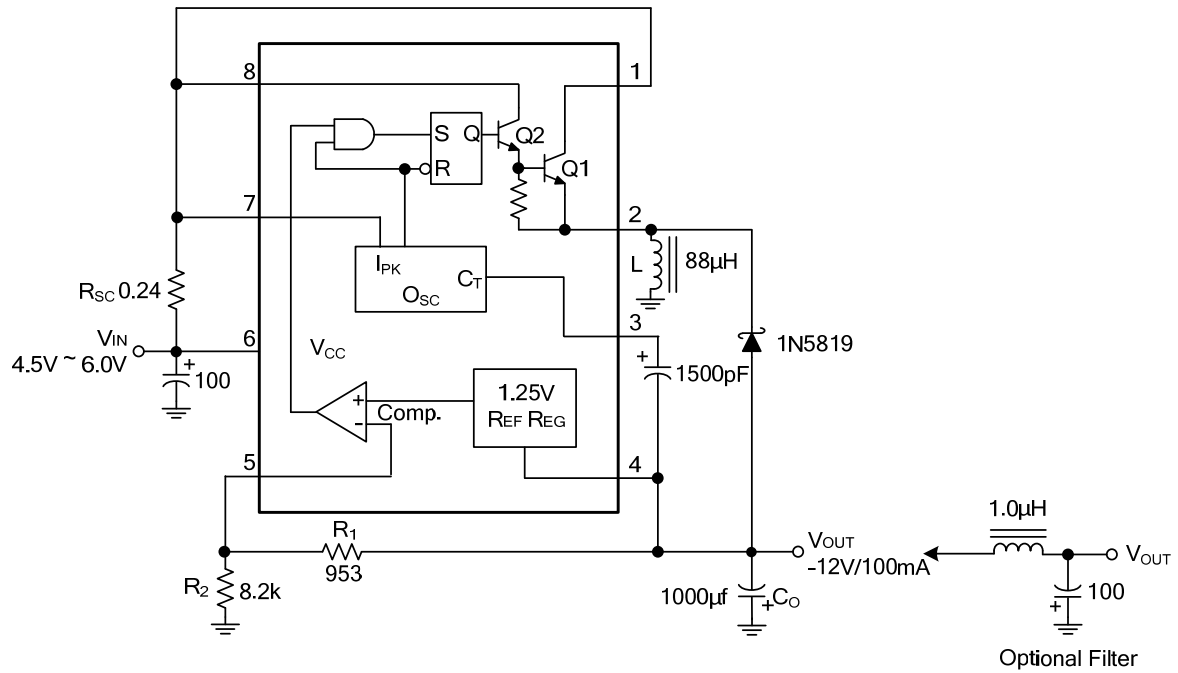 8
1
S
Q
Q2
R
Q1
7
2
IPK
CT
OSC
L
88µH
RSC 0.24
3
VIN
4.5V ~ 6.0V
6
VCC
+
+
1N5819
100
1500pF
+
Comp.
-
1.25V
REF REG
5
4
R1
953
1.0µH
VOUT
-12V/100mA
VOUT
R2
8.2k
1000µf
+
CO
+
100
Optional Filter